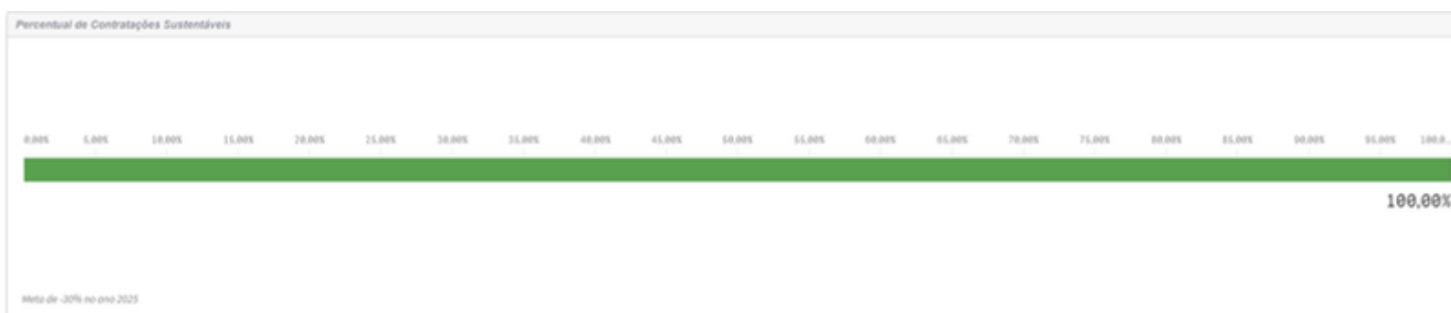 Percentual de Contratações Sustentáveis
0,00% 5,00% 10,00% 15,00% 20,00% 25,00% 30,00% 35,00% 40,00% 45,00% 50,00% 55,00% 60,00% 65,00% 70,00% 75,00% 80,00% 85,00% 90,00% 95,00% 100,0...
100,00%
Meta de -30% no ano 2025